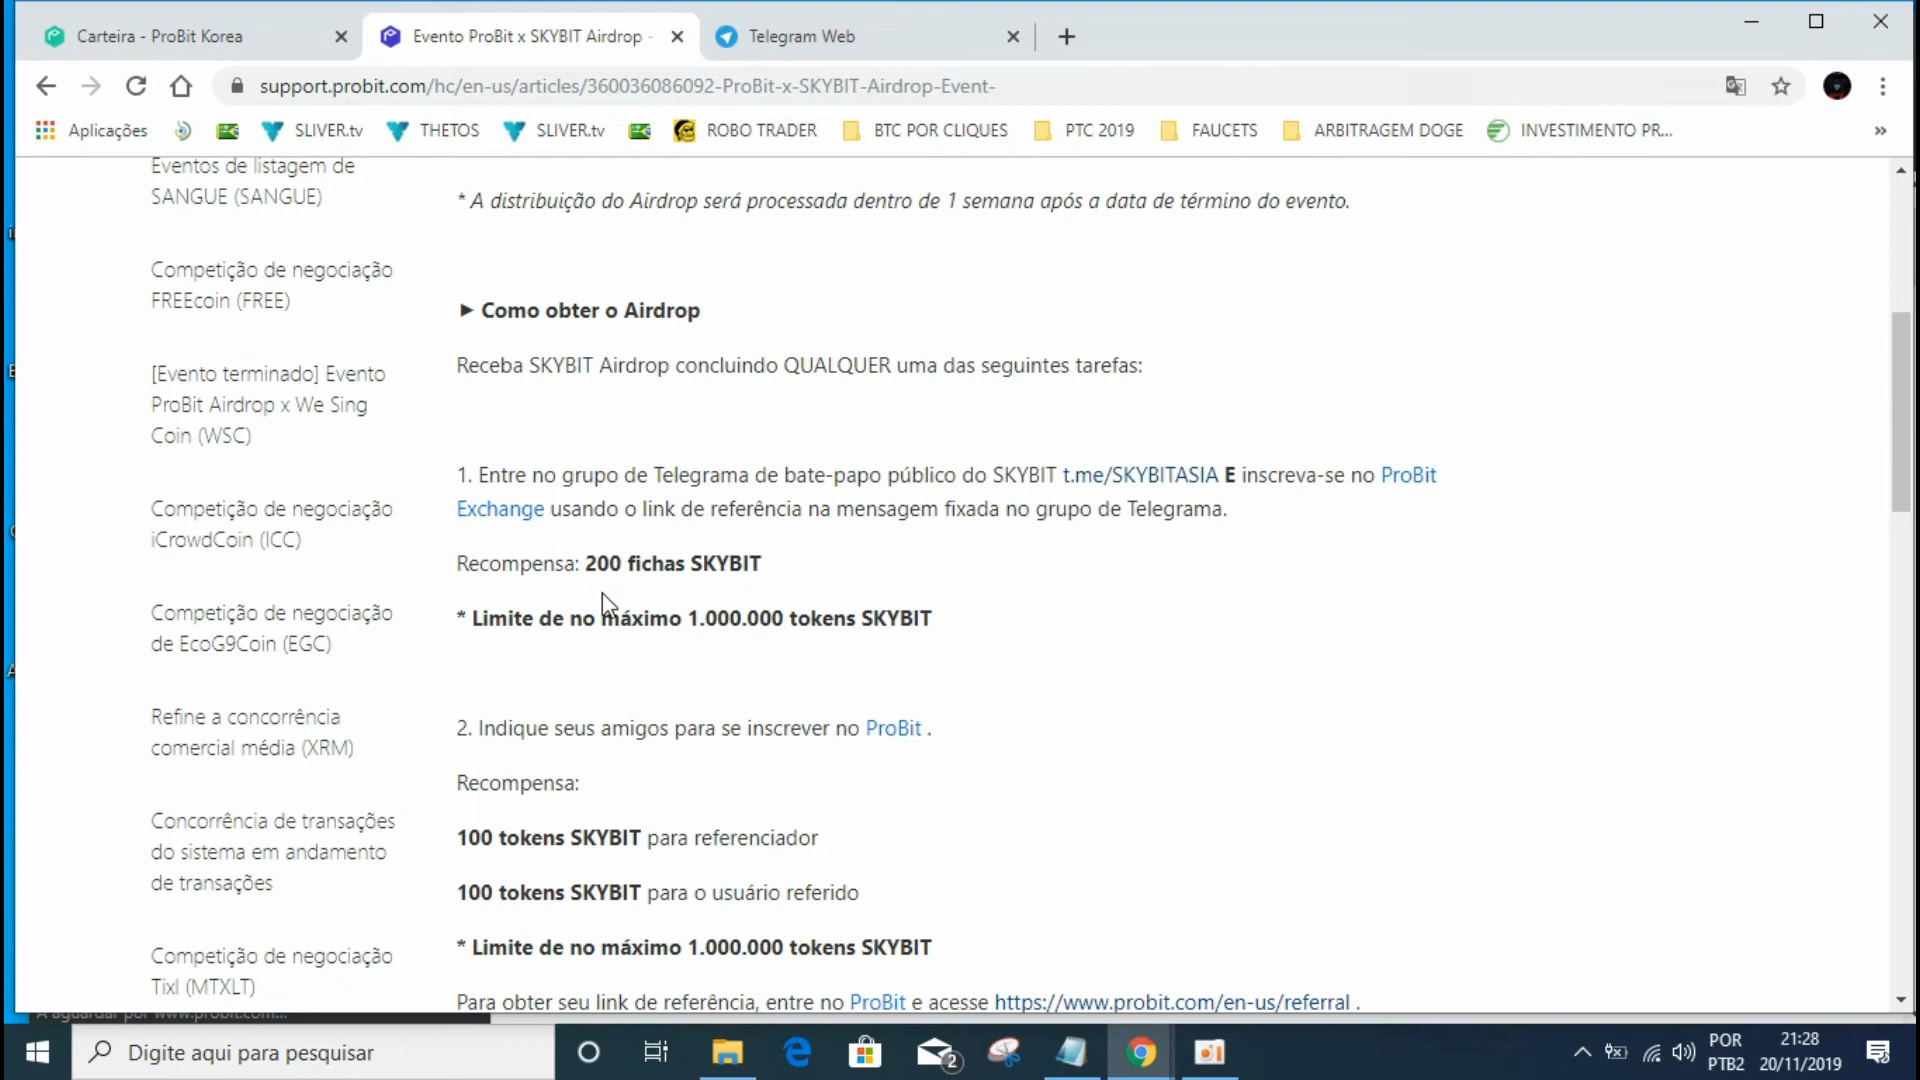 Carteira - ProBit Korea
Evento ProBit x SKYBIT Airdrop -
Telegram Web
support.probit.com/hc/en-us/articles/360036086092-ProBit-x-SKYBIT-Airdrop-Event-
Aplicações
SLIVER.tv
THETOS
SLIVER.tv
ROBO TRADER
BTC POR CLIQUES
PTC 2019
FAUCETS
ARBITRAGEM DOGE
INVESTIMENTO PR...
»
Eventos de listagem de
SANGUE (SANGUE)
Competição de negociação
FREEcoin (FREE)
[Evento terminado] Evento
ProBit Airdrop x We Sing
Coin (WSC)
Competição de negociação
iCrowdCoin (ICC)
Competição de negociação
de EcoG9Coin (EGC)
Refine a concorrência
comercial média (XRM)
Concorrência de transações
do sistema em andamento
de transações
Competição de negociação
Tixl (MTXLT)
* A distribuição do Airdrop será processada dentro de 1 semana após a data de término do evento.
► Como obter o Airdrop
Receba SKYBIT Airdrop concluindo QUALQUER uma das seguintes tarefas:
1. Entre no grupo de Telegrama de bate-papo público do SKYBIT t.me/SKYBITASIA E inscreva-se no ProBit
Exchange usando o link de referência na mensagem fixada no grupo de Telegrama.
Recompensa: 200 fichas SKYBIT
* Limite de no máximo 1.000.000 tokens SKYBIT
2. Indique seus amigos para se inscrever no ProBit .
Recompensa:
100 tokens SKYBIT para referenciador
100 tokens SKYBIT para o usuário referido
* Limite de no máximo 1.000.000 tokens SKYBIT
Para obter seu link de referência, entre no ProBit e acesse https://www.probit.com/en-us/referral .
A aguardar por www.probit.com...
Digite aqui para pesquisar
2
POR
PTB2
21:28
20/11/2019